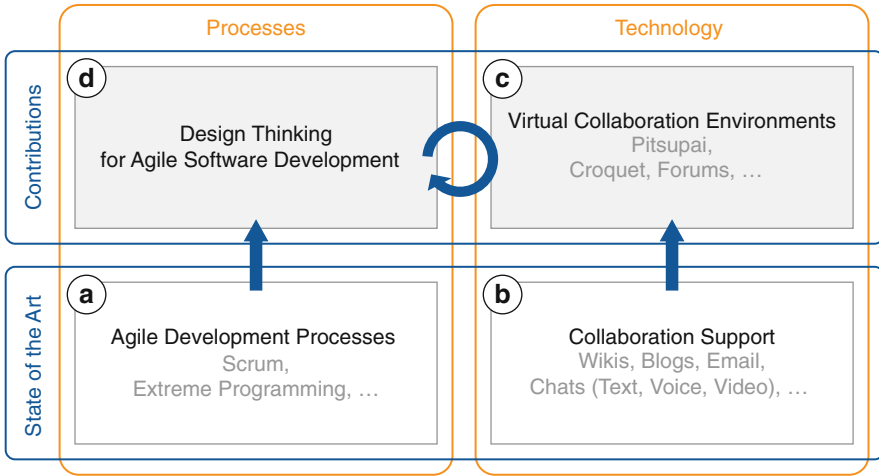 Processes
Technology
Contributions
d
Design Thinking
for Agile Software Development
c
Virtual Collaboration Environments
Pitsupai,
Croquet, Forums, …
State of the Art
a
Agile Development Processes
Scrum,
Extreme Programming, …
b
Collaboration Support
Wikis, Blogs, Email,
Chats (Text, Voice, Video), …